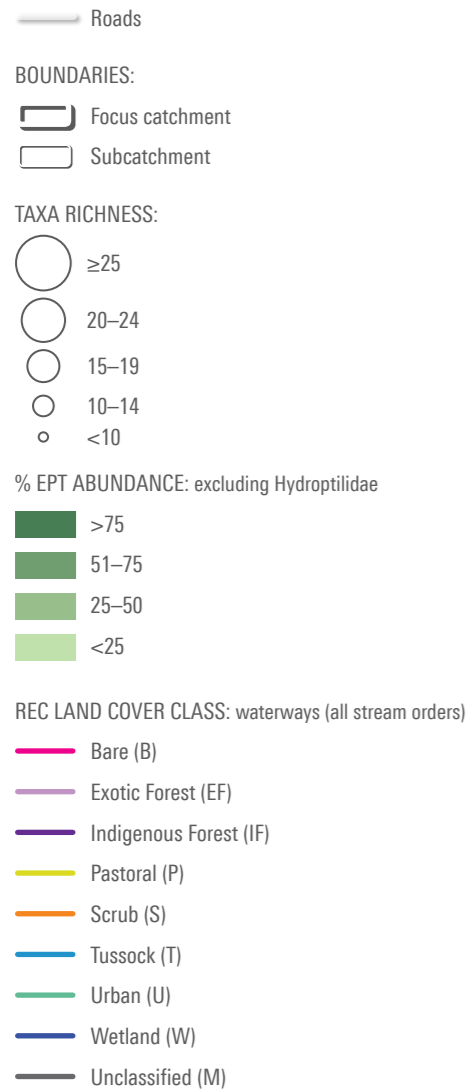 Roads
BOUNDARIES:
Focus catchment
Subcatchment
TAXA RICHNESS:
≥25
20–24
15–19
10–14
<10
% EPT ABUNDANCE: excluding Hydroptilidae
>75
51–75
25–50
<25
REC LAND COVER CLASS: waterways (all stream orders)
Bare (B)
Exotic Forest (EF)
Indigenous Forest (IF)
Pastoral (P)
Scrub (S)
Tussock (T)
Urban (U)
Wetland (W)
Unclassified (M)